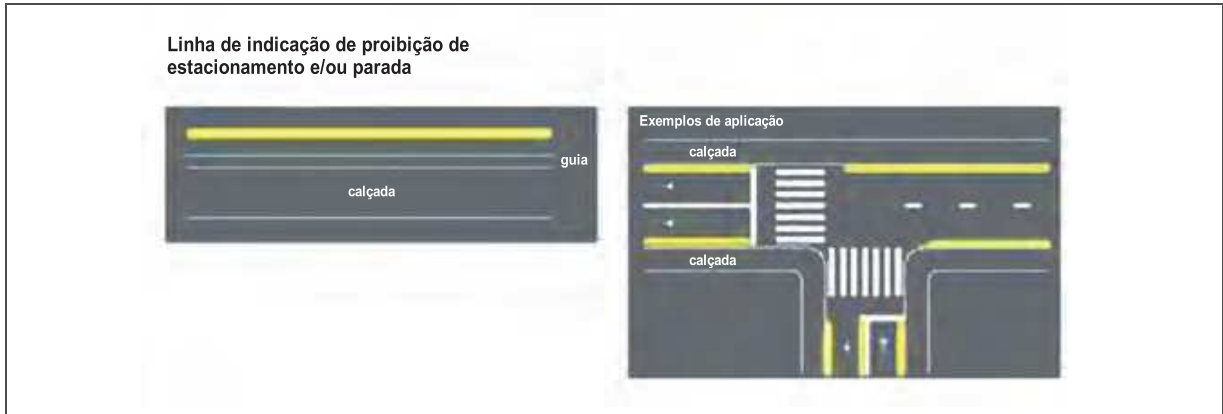 Linha de indicação de proibição de
estacionamento e/ou parada
guia
calçada
Exemplos de aplicação
calçada
calçada